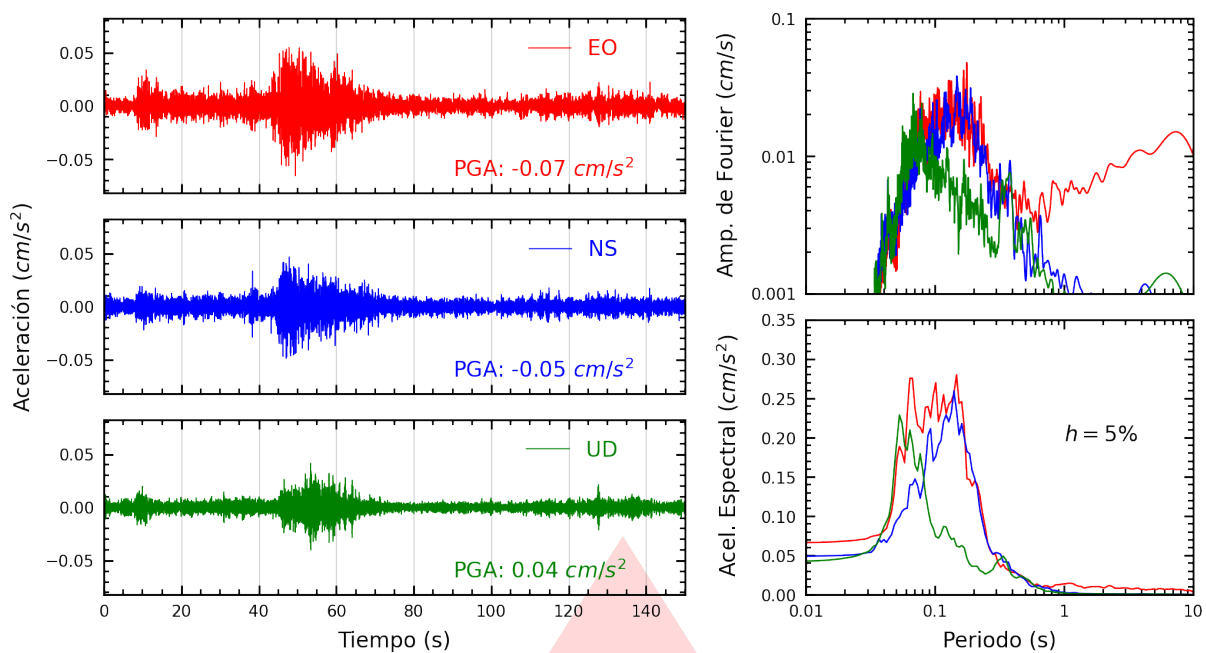 Aceleración (cm/s²)
0.05
0.00
−0.05
EO
PGA: -0.07 cm/s²
0.05
0.00
−0.05
NS
PGA: -0.05 cm/s²
0.05
0.00
−0.05
UD
PGA: 0.04 cm/s²
0 20 40 60 80 100 120 140
Tiempo (s)
Amp. de Fourier (cm/s)
0.1
0.01
0.001
Acel. Espectral (cm/s²)
0.35
0.30
0.25
0.20
0.15
0.10
0.05
0.00
h = 5%
0.01 0.1 1 10
Periodo (s)